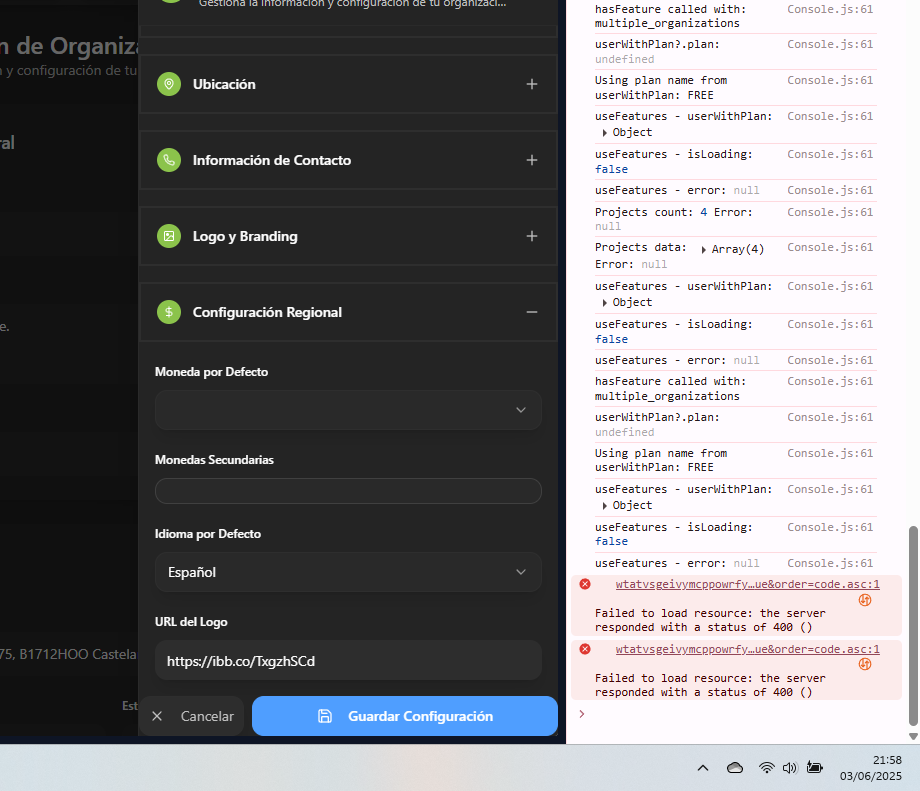 Gestiona la información y configuración de tu organizaci...
n de Organiza
a y configuración de tu
ral
e.
75, B1712HOO Castela
Est
Ubicación
Información de Contacto
Logo y Branding
Configuración Regional
Moneda por Defecto
Monedas Secundarias
Idioma por Defecto
Español
URL del Logo
https://ibb.co/TxgzhSCd
Cancelar
Guardar Configuración
hasFeature called with: Console.js:61
multiple_organizations
userWithPlan?.plan: Console.js:61
undefined
Using plan name from Console.js:61
userWithPlan: FREE
useFeatures - userWithPlan: Console.js:61
Object
useFeatures - isLoading: Console.js:61
false
useFeatures - error: null Console.js:61
Projects count: 4 Error: Console.js:61
null
Projects data: Array(4) Console.js:61
Error: null
useFeatures - userWithPlan: Console.js:61
Object
useFeatures - isLoading: Console.js:61
false
useFeatures - error: null Console.js:61
hasFeature called with: Console.js:61
multiple_organizations
userWithPlan?.plan: Console.js:61
undefined
Using plan name from Console.js:61
userWithPlan: FREE
useFeatures - userWithPlan: Console.js:61
Object
useFeatures - isLoading: Console.js:61
false
useFeatures - error: null Console.js:61
wtatvsgeivymcppowrfy…ue&order=code.asc:1
Failed to load resource: the server
responded with a status of 400 ()
wtatvsgeivymcppowrfy…ue&order=code.asc:1
Failed to load resource: the server
responded with a status of 400 ()
21:58
03/06/2025